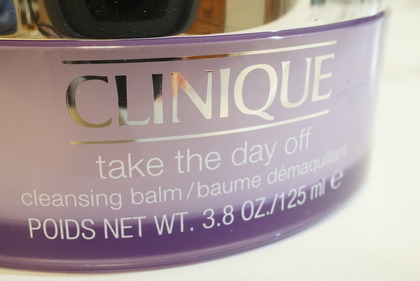 CLINIQUE
take the day off
cleansing balm/baume démaquillant
POIDS NET WT. 3.8 OZ./125 ml ℮